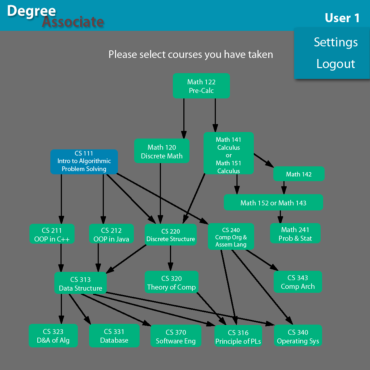 Degree
Associate
User 1
Settings
Logout
Please select courses you have taken
Math 122
Pre-Calc
Math 120
Discrete Math
Math 141
Calculus
or
Math 151
Calculus
CS 111
Intro to Algorithmic
Problem Solving
Math 142
Math 152 or Math 143
CS 211
OOP in C++
CS 212
OOP in Java
CS 220
Discrete Structure
CS 240
Comp Org &
Assem Lang
Math 241
Prob & Stat
CS 313
Data Structure
CS 320
Theory of Comp
CS 343
Comp Arch
CS 323
D&A of Alg
CS 331
Database
CS 370
Software Eng
CS 316
Principle of PLs
CS 340
Operating Sys